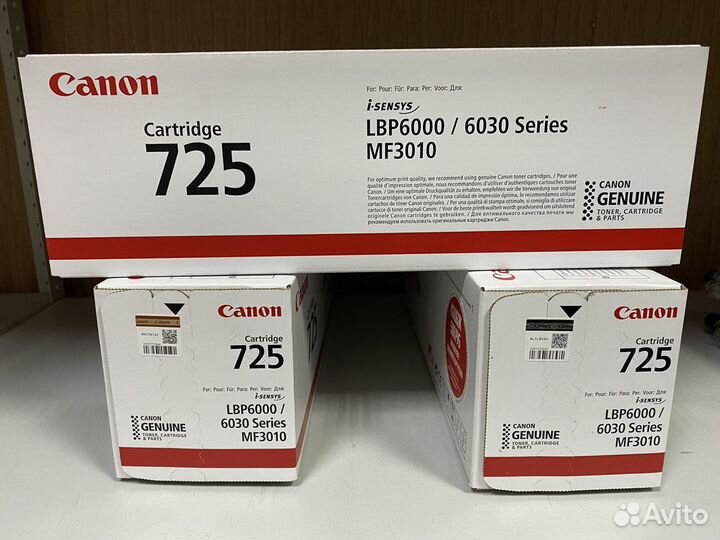 Canon
Cartridge
725
For: Pour: Für: Para: Per: Voor: Для:
i-SENSYS
LBP6000 / 6030 Series
MF3010
For optimum print quality, we recommend using genuine Canon toner cartridges. / Pour une
qualité d'impression optimale, nous recommandons d'utiliser d'authentiques cartouches toner
Canon. / Um eine optimale Druckqualität zu erhalten, empfehlen wir die Verwendung von original
Tonercartridges von Canon. / Para una calidad de impresión óptima, le recomendamos utilizar
cartuchos de tóner Canon originales. / Per una qualità di stampa ottimale, si consiglia di utilizzare
cartucce di toner originali Canon. / Voor de beste printkwaliteit wordt geadviseerd om uitsluitend
originele Canon cartridges te gebruiken. / Для оптимального качества печати мы
рекомендуем использовать оригинальные картриджи Canon.
CANON
GENUINE
TONER, CARTRIDGE
& PARTS
Canon
Canon
Cartridge
725
For: Pour: Für: Para: Per: Voor: Для:
i-SENSYS
LBP6000 /
6030 Series
MF3010
CANON
GENUINE
TONER, CARTRIDGE
& PARTS
725
Canon
Cartridge
725
For: Pour: Für: Para: Per: Voor: Для:
i-SENSYS
LBP6000 /
6030 Series
MF3010
CANON
GENUINE
TONER, CARTRIDGE
& PARTS
Avito